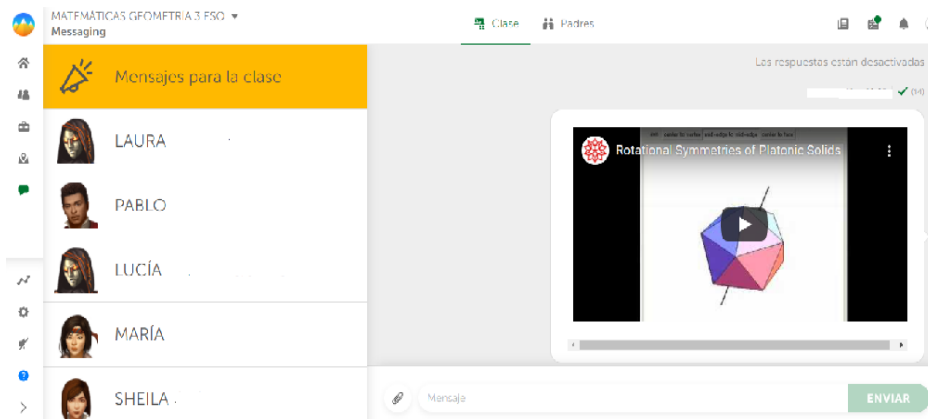 MATEMÁTICAS GEOMETRÍA 3 ESO
Messaging
Clase
Padres
Las respuestas están desactivadas
(14)
Mensajes para la clase
LAURA
PABLO
LUCÍA
MARÍA
SHEILA
Rotational Symmetries of Platonic Solids
Mensaje
ENVIAR